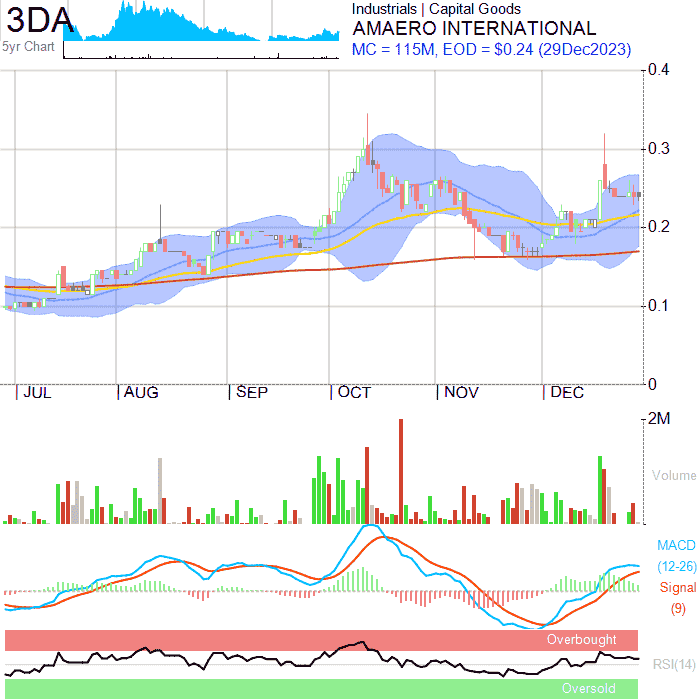 3DA
5yr Chart
Industrials | Capital Goods
AMAERO INTERNATIONAL
MC = 115M, EOD = $0.24 (29Dec2023)
0.4
0.3
0.2
0.1
0
JUL AUG SEP OCT NOV DEC
2M
Volume
MACD
(12-26)
Signal
(9)
Overbought
RSI(14)
Oversold